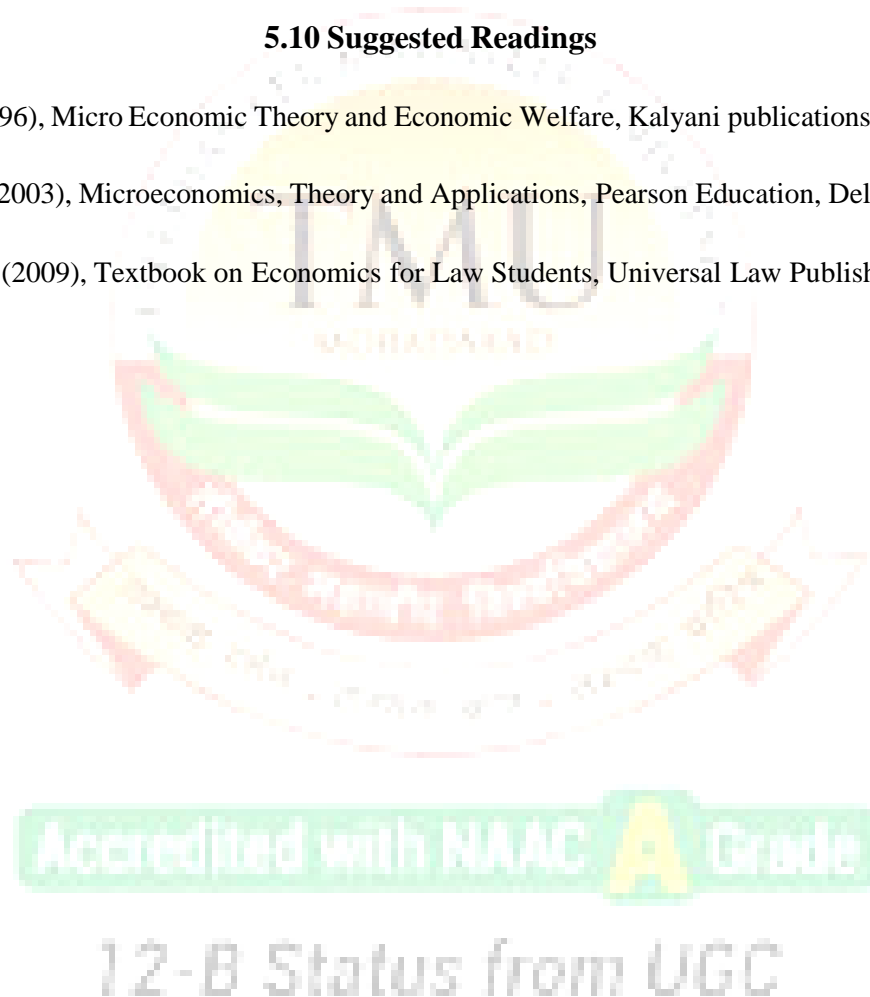 5.10 Suggested Readings
96), Micro Economic Theory and Economic Welfare, Kalyani publications
2003), Microeconomics, Theory and Applications, Pearson Education, Del
(2009), Textbook on Economics for Law Students, Universal Law Publish
TMU
MORADABAD
Accredited with NAAC A Grade
12-B Status from UGC